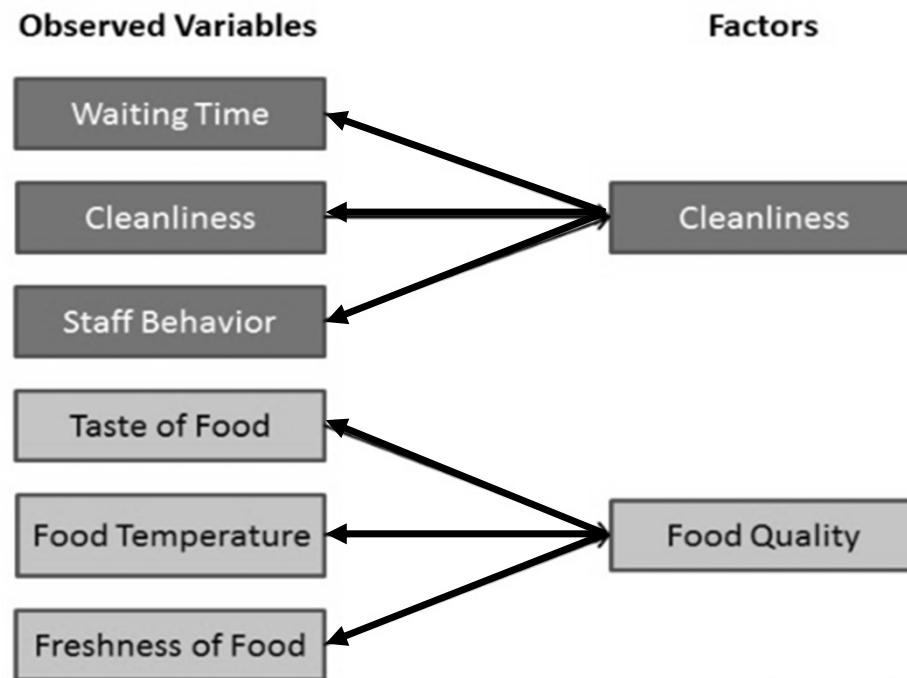 Observed Variables
Factors
Waiting Time
Cleanliness
Cleanliness
Staff Behavior
Taste of Food
Food Temperature
Food Quality
Freshness of Food